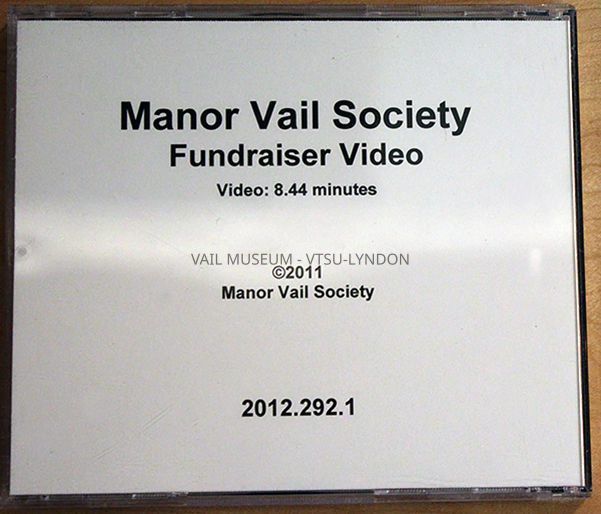 Manor Vail Society
Fundraiser Video
Video: 8.44 minutes
VAIL MUSEUM - VTSU-LYNDON
©2011
Manor Vail Society
2012.292.1